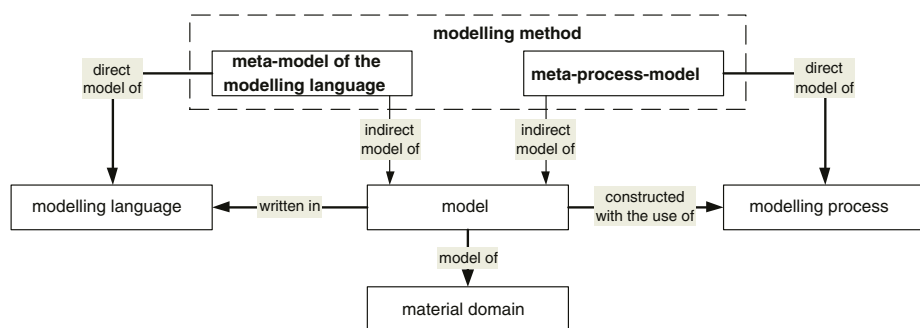 modelling method
meta-model of the
modelling language
meta-process-model
direct
model of
direct
model of
indirect
model of
indirect
model of
modelling language
written in
model
constructed
with the use of
modelling process
model of
material domain